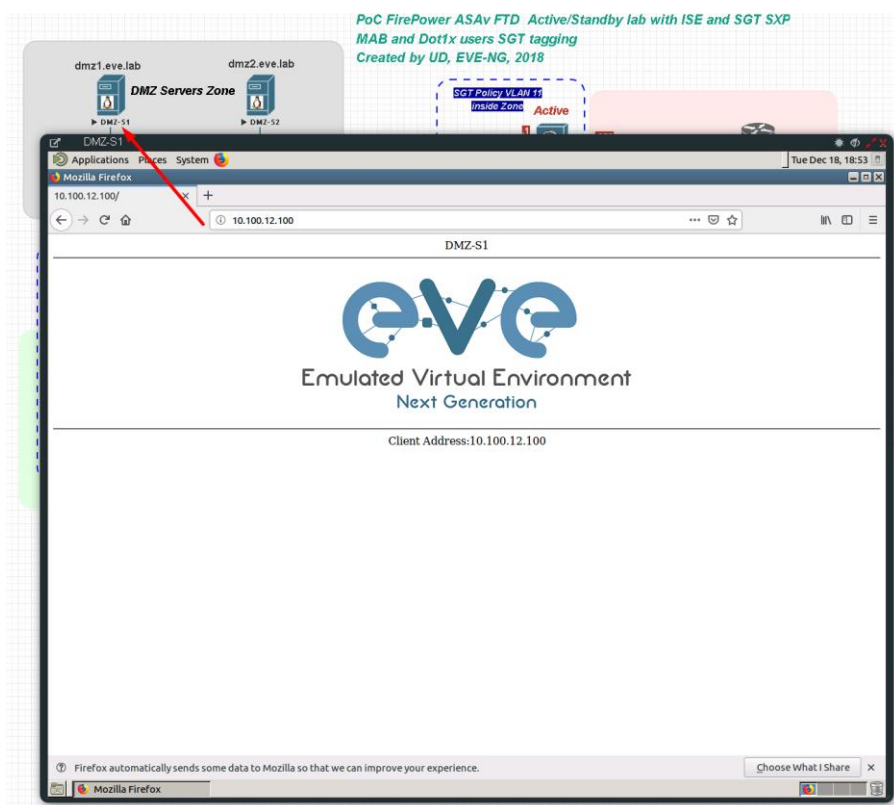 PoC FirePower ASAv FTD Active/Standby lab with ISE and SGT SXP
MAB and Dot1x users SGT tagging
Created by UD, EVE-NG, 2018
dmz1.eve.lab
dmz2.eve.lab
DMZ Servers Zone
DMZ-S1
DMZ-S2
SGT Policy VLAN 11
Inside Zone
Active
DMZ-S1
Applications Places System
Tue Dec 18, 18:53
Mozilla Firefox
10.100.12.100/
10.100.12.100
DMZ-S1
eve
Emulated Virtual Environment
Next Generation
Client Address:10.100.12.100
Firefox automatically sends some data to Mozilla so that we can improve your experience.
Choose What I Share
Mozilla Firefox